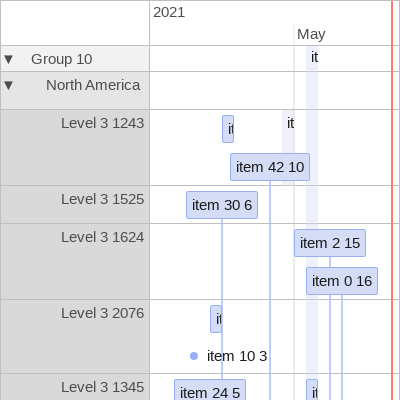 2021
May
▼ Group 10
it
▼ North America
Level 3 1243
it
it
item 42 10
Level 3 1525
item 30 6
Level 3 1624
item 2 15
item 0 16
Level 3 2076
it
item 10 3
Level 3 1345
item 24 5
it